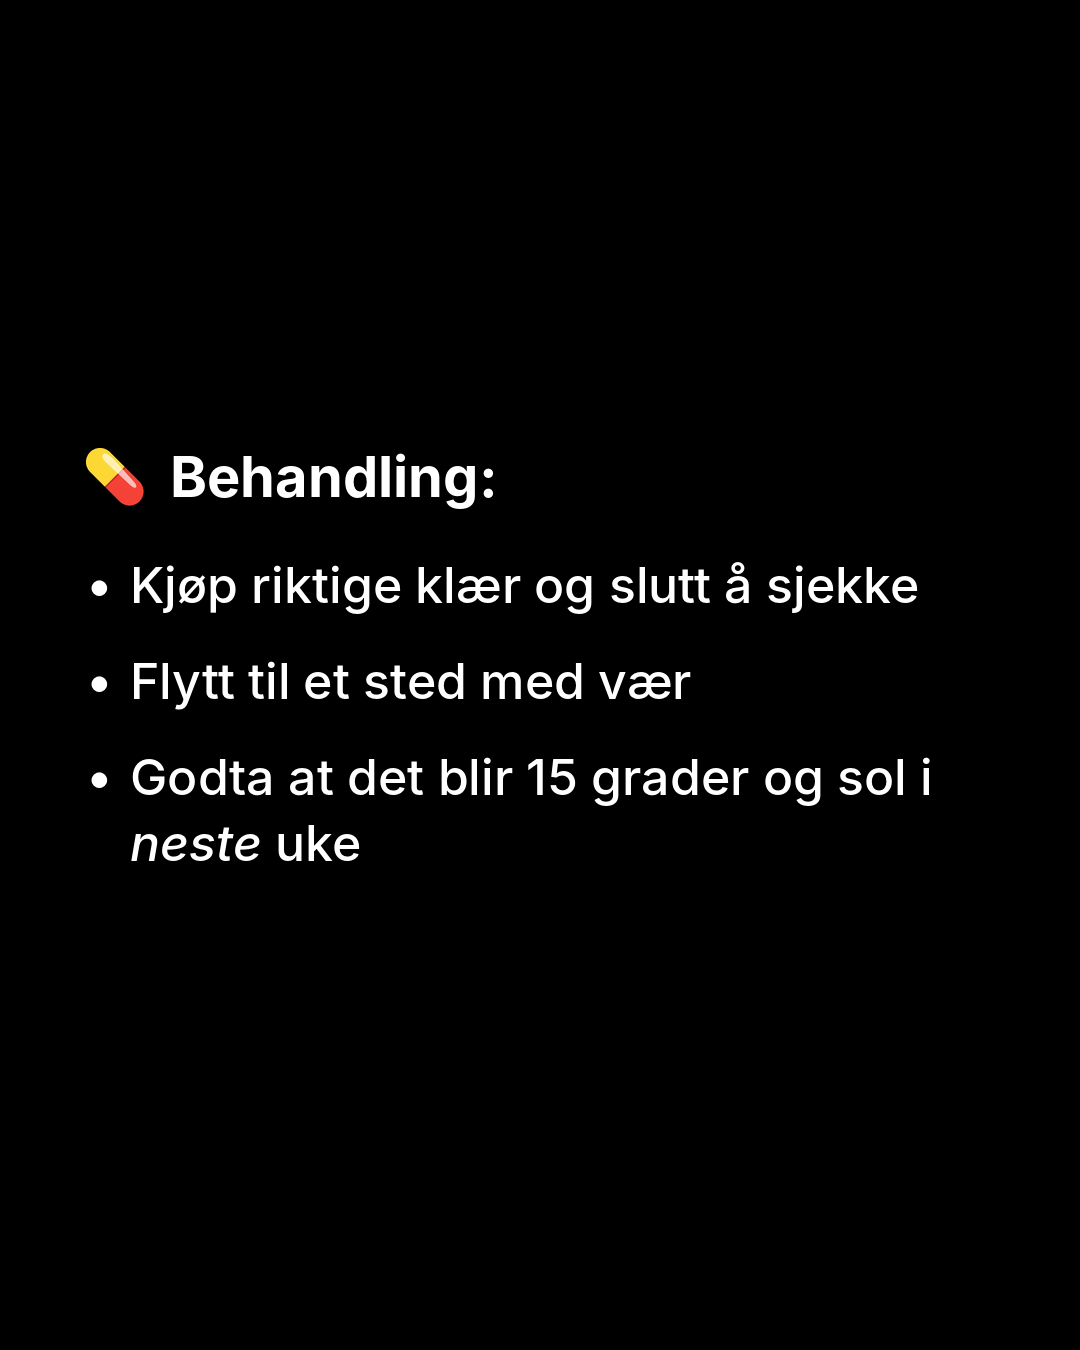 💊 Behandling:
• Kjøp riktige klær og slutt å sjekke
• Flytt til et sted med vær
• Godta at det blir 15 grader og sol i
neste uke